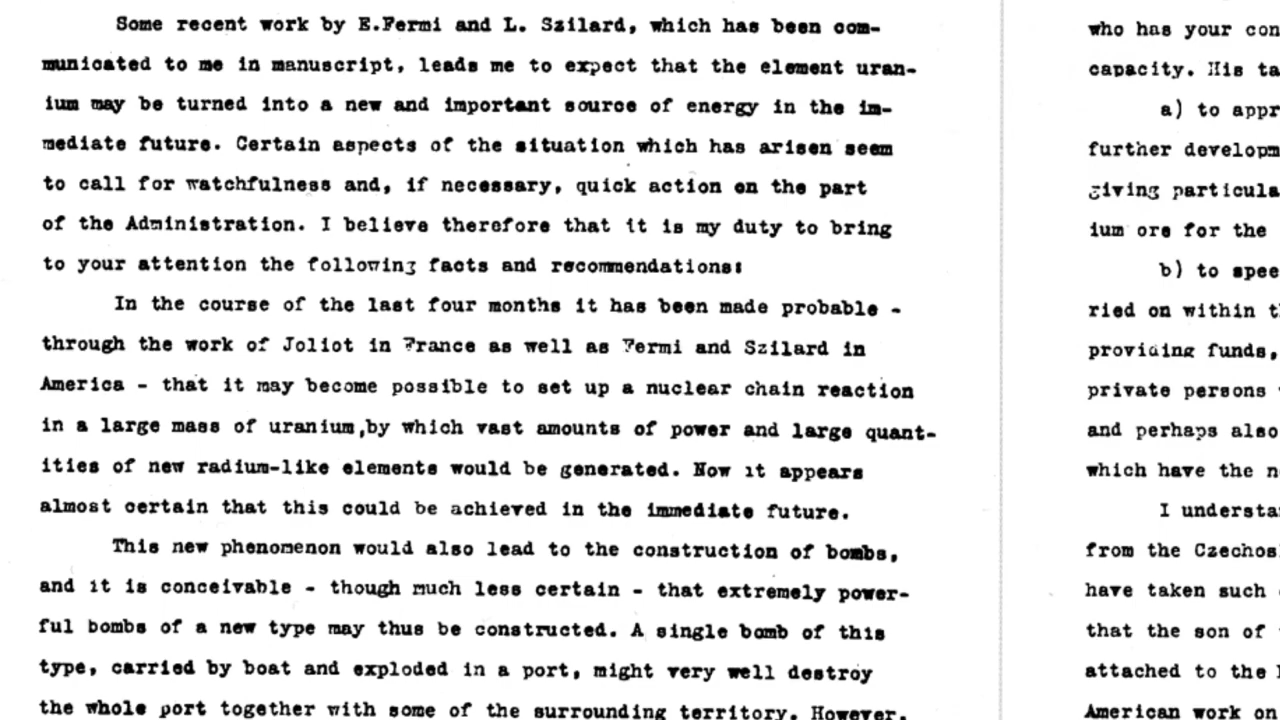 Some recent work by E.Fermi and L. Szilard, which has been com-
municated to me in manuscript, leads me to expect that the element uran-
ium may be turned into a new and important source of energy in the im-
mediate future. Certain aspects of the situation which has arisen seem
to call for watchfulness and, if necessary, quick action on the part
of the Administration. I believe therefore that it is my duty to bring
to your attention the following facts and recommendations:
In the course of the last four months it has been made probable -
through the work of Joliot in France as well as Fermi and Szilard in
America - that it may become possible to set up a nuclear chain reaction
in a large mass of uranium,by which vast amounts of power and large quant-
ities of new radium-like elements would be generated. Now it appears
almost certain that this could be achieved in the immediate future.
This new phenomenon would also lead to the construction of bombs,
and it is conceivable - though much less certain - that extremely power-
ful bombs of a new type may thus be constructed. A single bomb of this
type, carried by boat and exploded in a port, might very well destroy
the whole port together with some of the surrounding territory. However,
who has your con
capacity. His ta
a) to appr
further developm
giving particula
ium ore for the
b) to spee
ried on within t
providing funds,
private persons
and perhaps also
which have the n
I understa
from the Czechos
have taken such
that the son of
attached to the
American work on